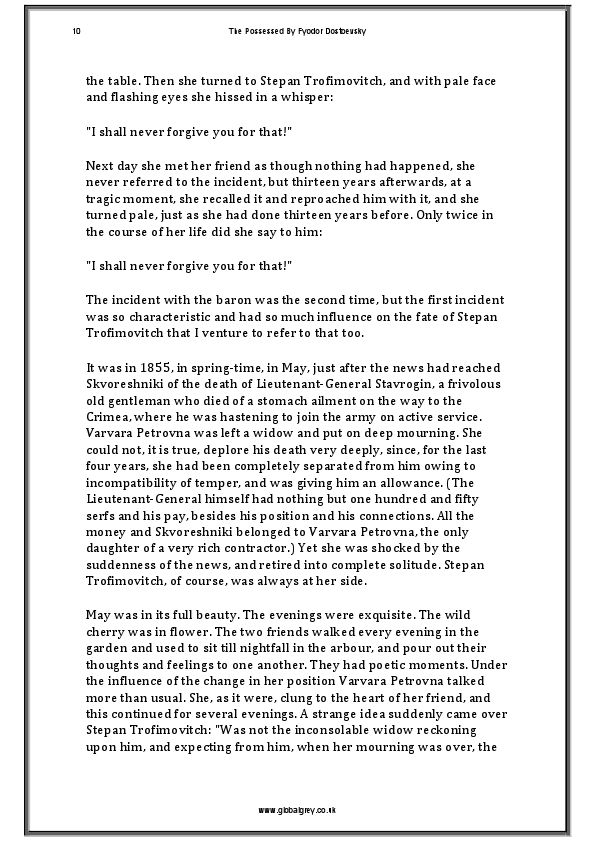 10
The Possessed By Fyodor Dostoevsky
the table. Then she turned to Stepan Trofimovitch, and with pale face
and flashing eyes she hissed in a whisper:
"I shall never forgive you for that!"
Next day she met her friend as though nothing had happened, she
never referred to the incident, but thirteen years afterwards, at a
tragic moment, she recalled it and reproached him with it, and she
turned pale, just as she had done thirteen years before. Only twice in
the course of her life did she say to him:
"I shall never forgive you for that!"
The incident with the baron was the second time, but the first incident
was so characteristic and had so much influence on the fate of Stepan
Trofimovitch that I venture to refer to that too.
It was in 1855, in spring-time, in May, just after the news had reached
Skvoreshniki of the death of Lieutenant-General Stavrogin, a frivolous
old gentleman who died of a stomach ailment on the way to the
Crimea, where he was hastening to join the army on active service.
Varvara Petrovna was left a widow and put on deep mourning. She
could not, it is true, deplore his death very deeply, since, for the last
four years, she had been completely separated from him owing to
incompatibility of temper, and was giving him an allowance. (The
Lieutenant-General himself had nothing but one hundred and fifty
serfs and his pay, besides his position and his connections. All the
money and Skvoreshniki belonged to Varvara Petrovna, the only
daughter of a very rich contractor.) Yet she was shocked by the
suddenness of the news, and retired into complete solitude. Stepan
Trofimovitch, of course, was always at her side.
May was in its full beauty. The evenings were exquisite. The wild
cherry was in flower. The two friends walked every evening in the
garden and used to sit till nightfall in the arbour, and pour out their
thoughts and feelings to one another. They had poetic moments. Under
the influence of the change in her position Varvara Petrovna talked
more than usual. She, as it were, clung to the heart of her friend, and
this continued for several evenings. A strange idea suddenly came over
Stepan Trofimovitch: "Was not the inconsolable widow reckoning
upon him, and expecting from him, when her mourning was over, the
www.globalgrey.co.uk